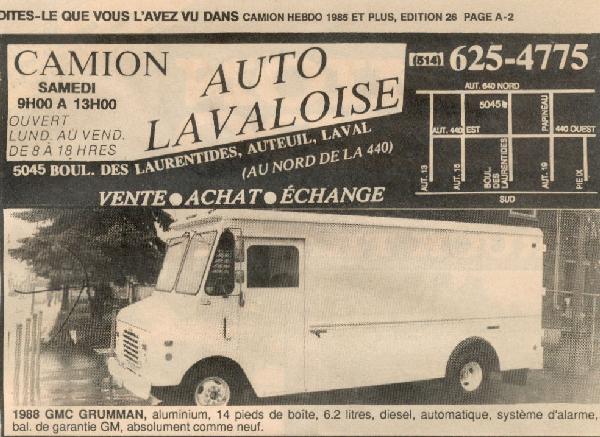 DITES-LE QUE VOUS L'AVEZ VU DANS CAMION HEBDO 1985 ET PLUS, EDITION 26 PAGE A-2
CAMION
SAMEDI
9H00 A 13H00
OUVERT
LUND. AU VEND.
DE 8 À 18 HRES
AUTO
LAVALOISE
5045 BOUL. DES LAURENTIDES, AUTEUIL, LAVAL
(AU NORD DE LA 440)
VENTE ● ACHAT ● ÉCHANGE
(514) 625-4775
AUT. 640 NORD
5045
PAPINEAU
AUT. 440 EST
440 OUEST
AUT. 13
AUT. 15
BOUL. DES LAURENTIDES
AUT. 19
PIE IX
SUD
1988 GMC GRUMMAN, aluminium, 14 pieds de boîte, 6.2 litres, diesel, automatique, système d'alarme,
bal. de garantie GM, absolument comme neuf.